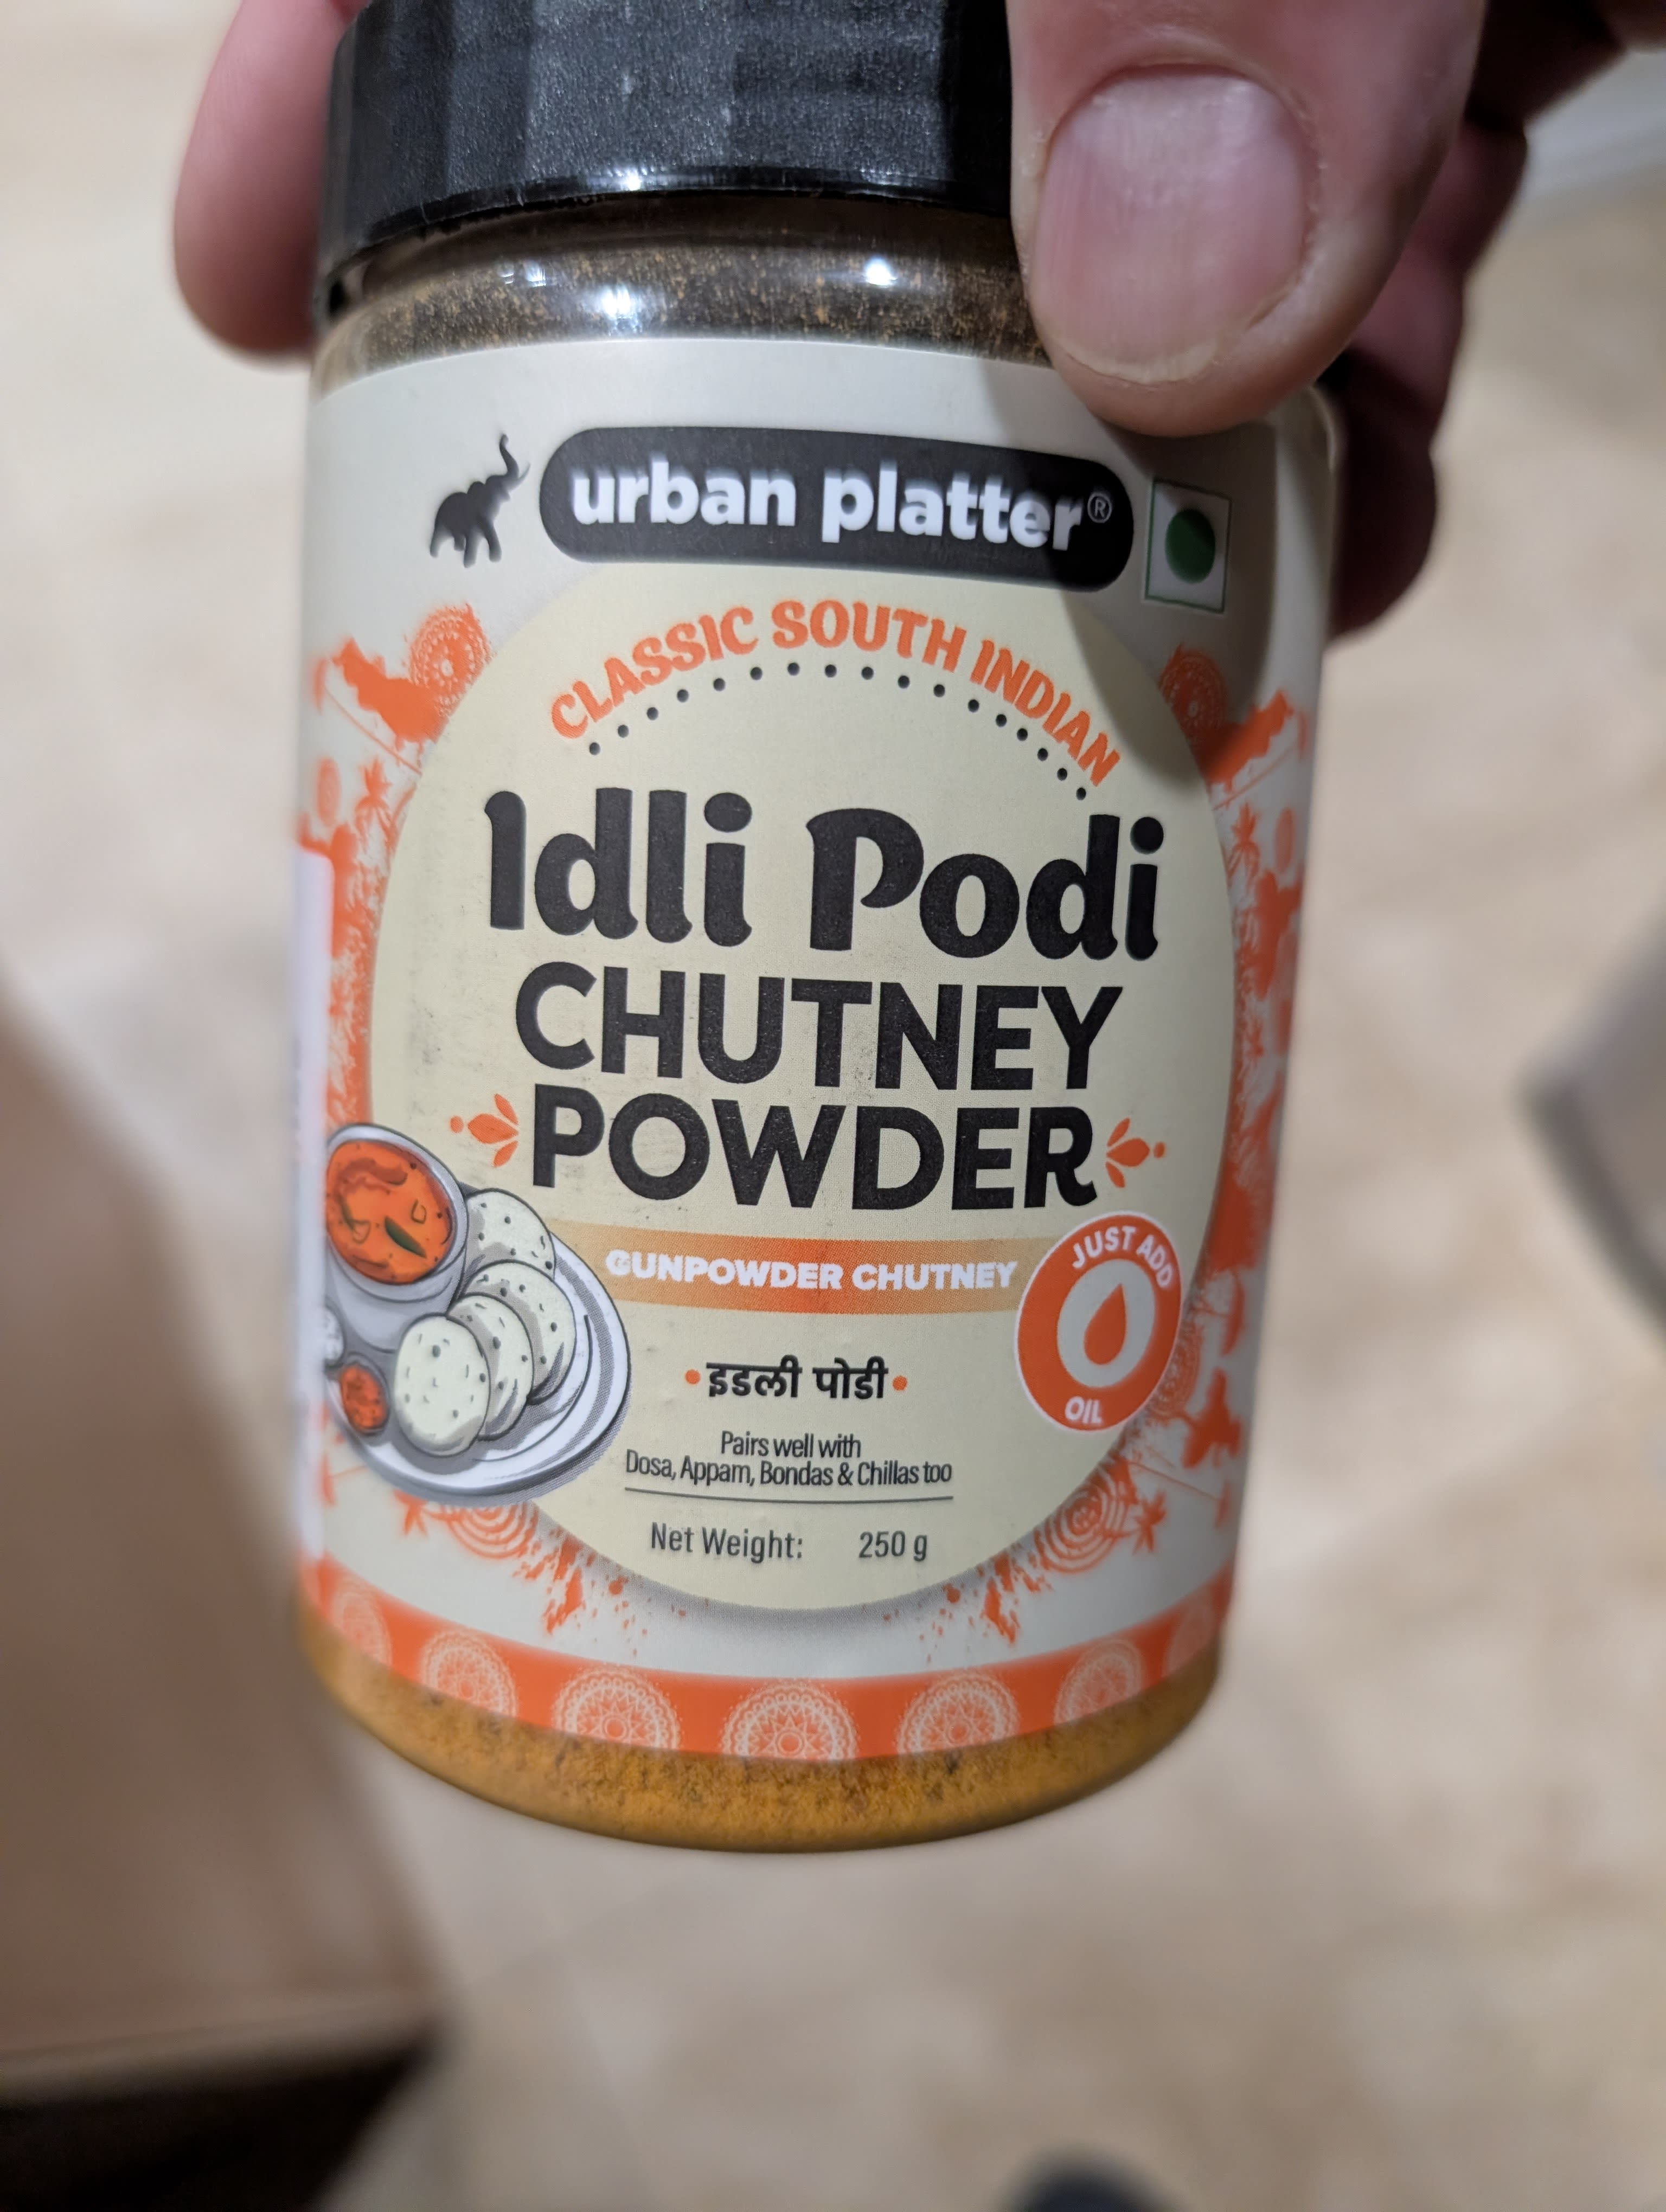 urban platter®
CLASSIC SOUTH INDIAN
Idli Podi
CHUTNEY
POWDER
GUNPOWDER CHUTNEY
JUST ADD
OIL
इडली पोडी
Pairs well with
Dosa, Appam, Bondas & Chillas too
Net Weight: 250 g